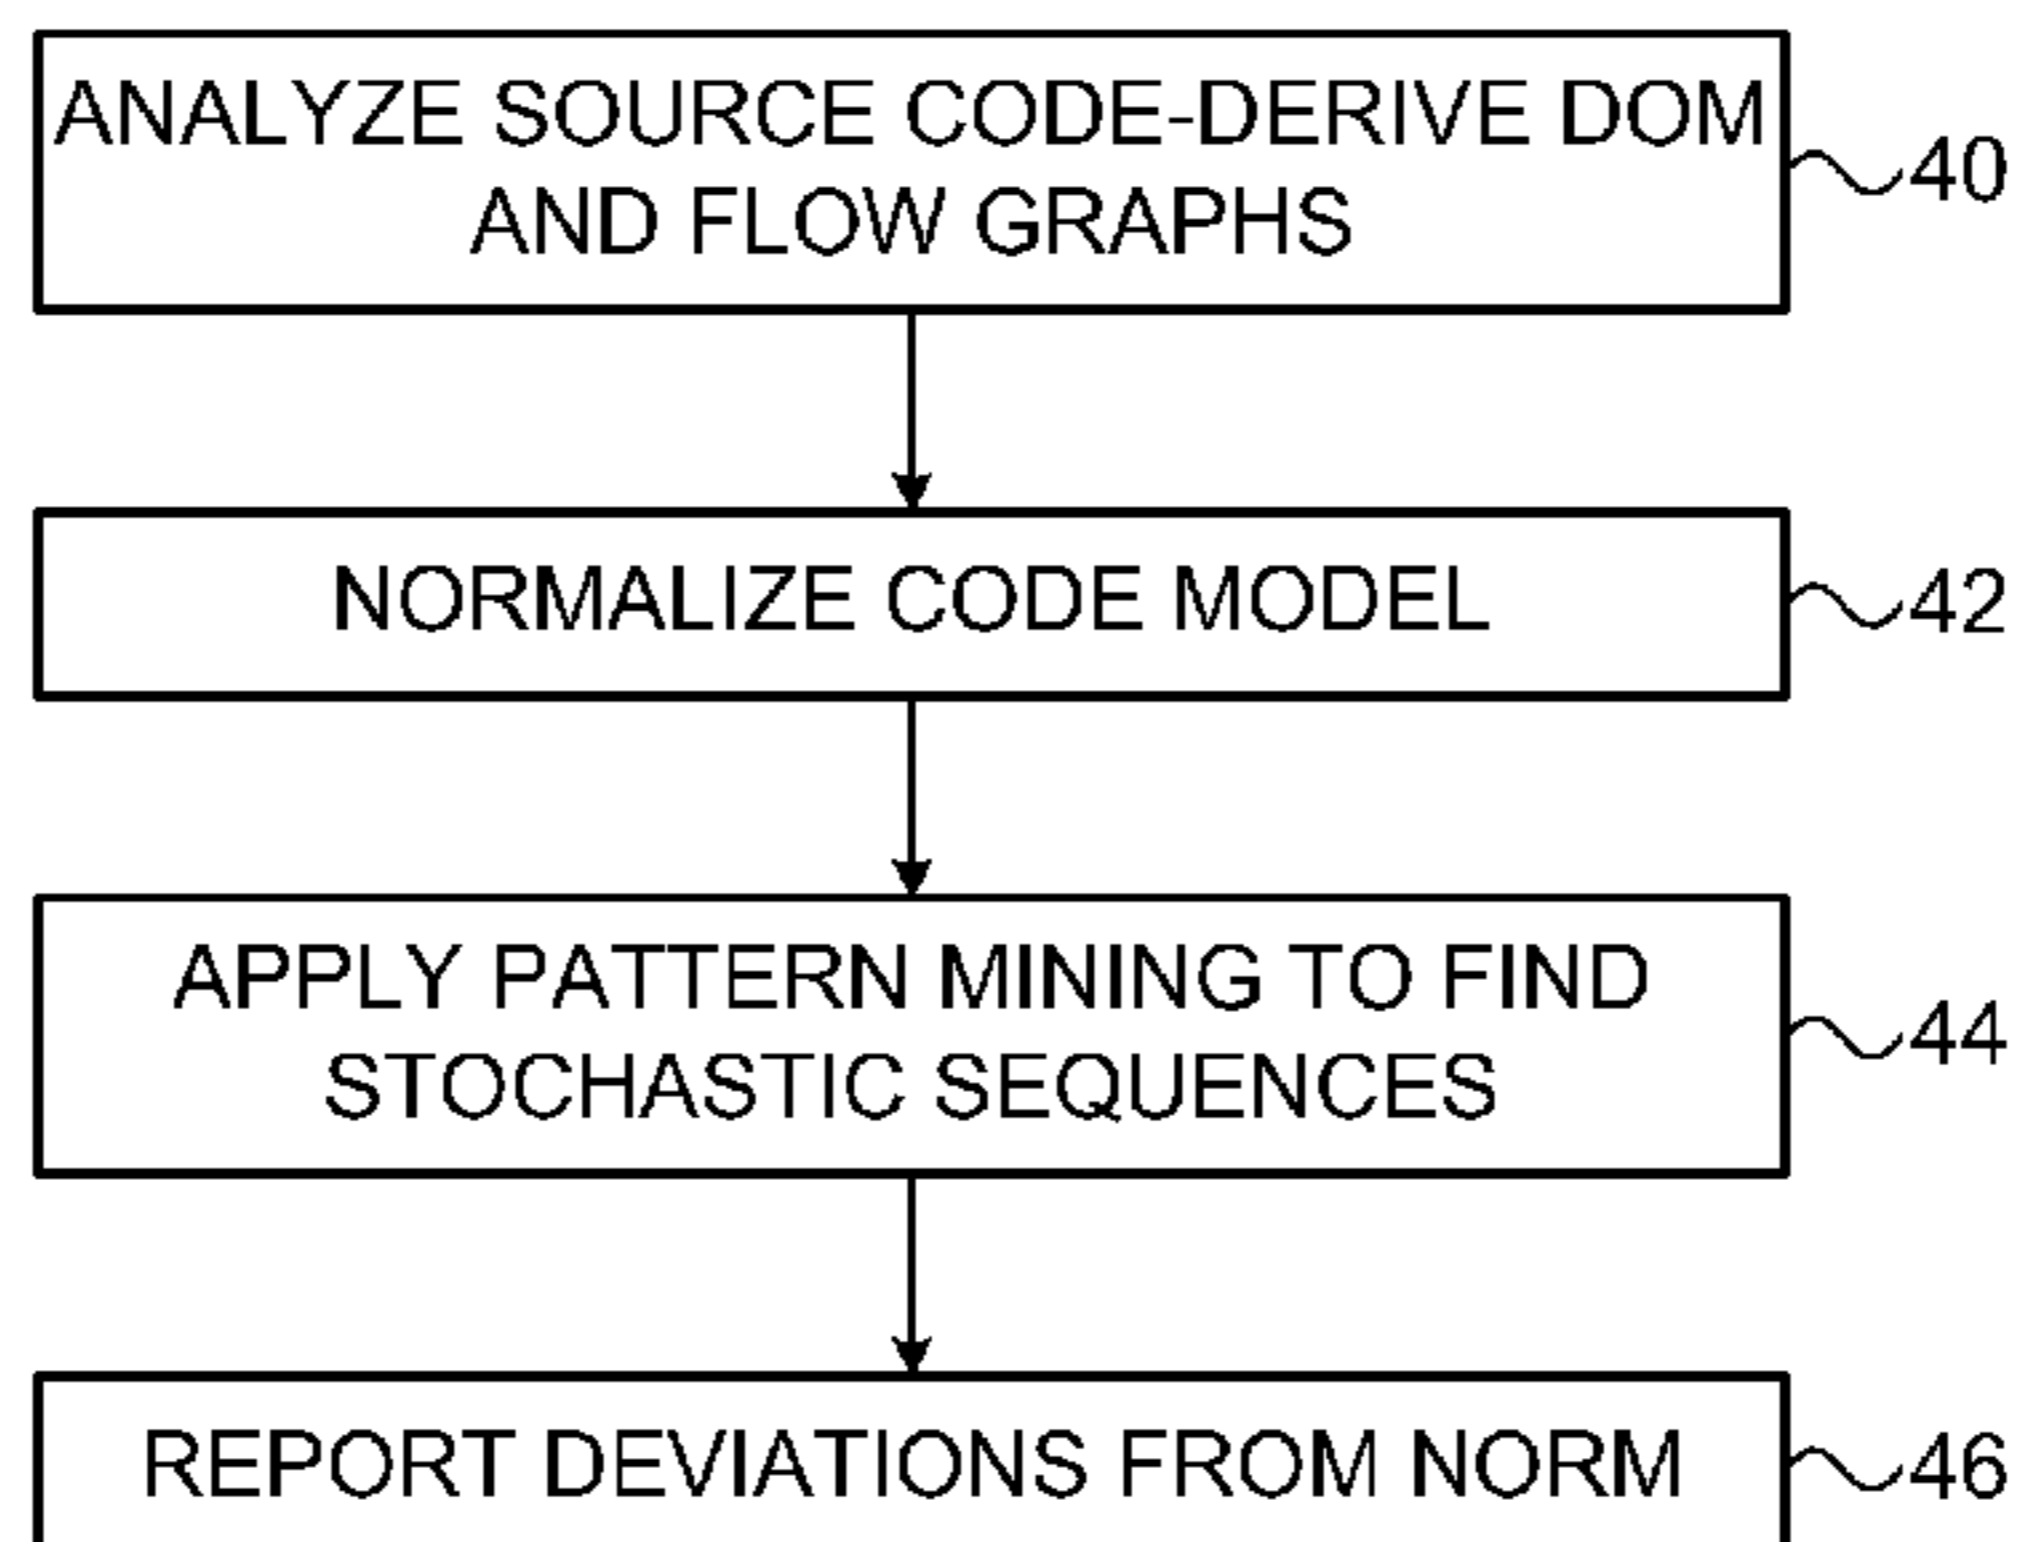 ANALYZE SOURCE CODE-DERIVE DOM
AND FLOW GRAPHS
40
NORMALIZE CODE MODEL
42
APPLY PATTERN MINING TO FIND
STOCHASTIC SEQUENCES
44
REPORT DEVIATIONS FROM NORM
46